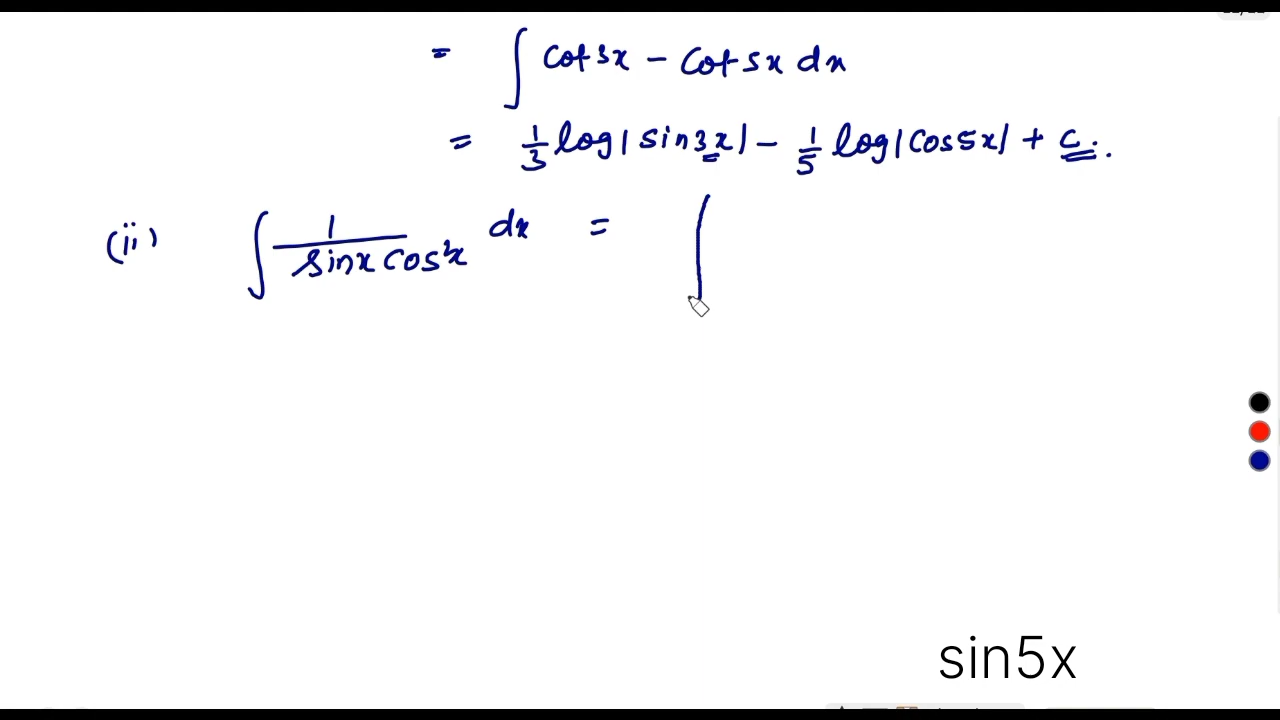 = ∫ cot3x - cot5x dx
= 1/3 log|sin3x| - 1/5 log|cos5x| + c.
(ii) ∫ 1/(sinx cos²x) dx = ∫
sin5x